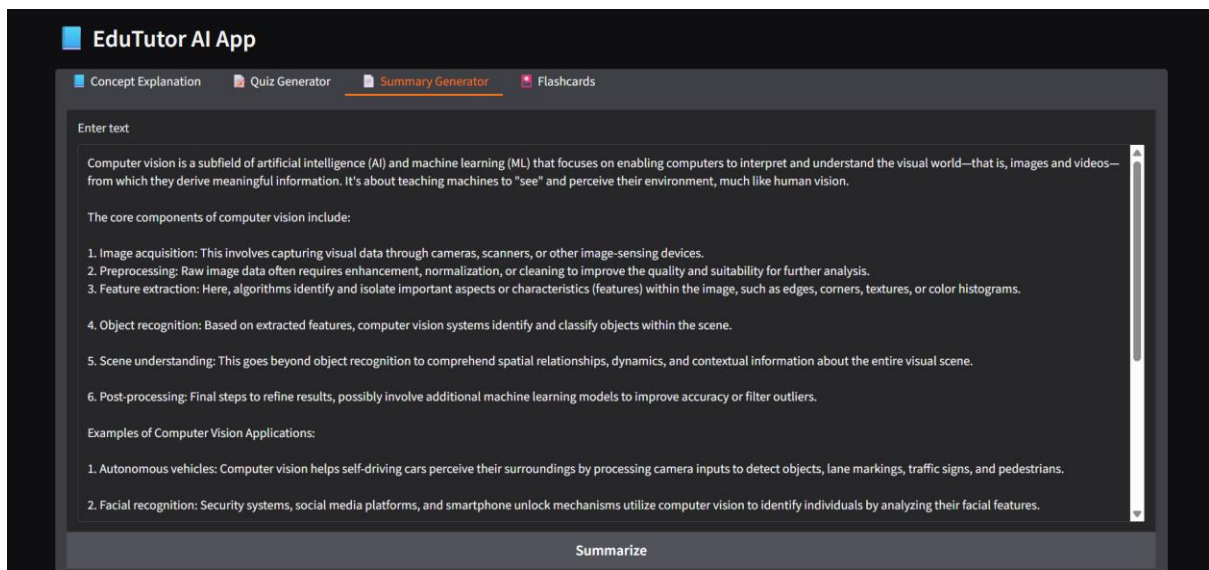 EduTutor AI App
Concept Explanation
Quiz Generator
Summary Generator
Flashcards
Enter text
Computer vision is a subfield of artificial intelligence (AI) and machine learning (ML) that focuses on enabling computers to interpret and understand the visual world—that is, images and videos—
from which they derive meaningful information. It's about teaching machines to "see" and perceive their environment, much like human vision.
The core components of computer vision include:
1. Image acquisition: This involves capturing visual data through cameras, scanners, or other image-sensing devices.
2. Preprocessing: Raw image data often requires enhancement, normalization, or cleaning to improve the quality and suitability for further analysis.
3. Feature extraction: Here, algorithms identify and isolate important aspects or characteristics (features) within the image, such as edges, corners, textures, or color histograms.
4. Object recognition: Based on extracted features, computer vision systems identify and classify objects within the scene.
5. Scene understanding: This goes beyond object recognition to comprehend spatial relationships, dynamics, and contextual information about the entire visual scene.
6. Post-processing: Final steps to refine results, possibly involve additional machine learning models to improve accuracy or filter outliers.
Examples of Computer Vision Applications:
1. Autonomous vehicles: Computer vision helps self-driving cars perceive their surroundings by processing camera inputs to detect objects, lane markings, traffic signs, and pedestrians.
2. Facial recognition: Security systems, social media platforms, and smartphone unlock mechanisms utilize computer vision to identify individuals by analyzing their facial features.
Summarize